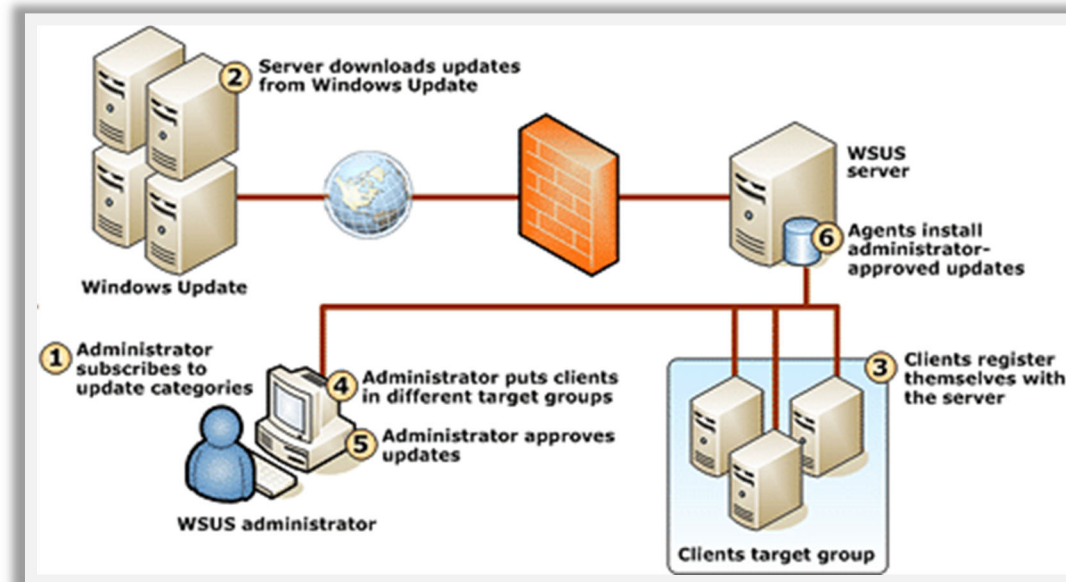 2 Server downloads updates
from Windows Update
WSUS
server
6 Agents install
administrator-
approved updates
Windows Update
1 Administrator
subscribes to
update categories
4 Administrator puts clients
in different target groups
5 Administrator approves
updates
3 Clients register
themselves with
the server
WSUS administrator
Clients target group